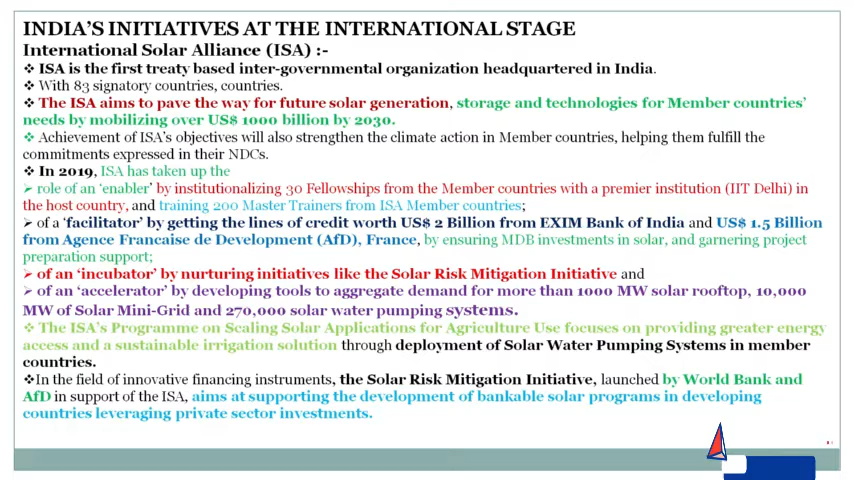 INDIA'S INITIATIVES AT THE INTERNATIONAL STAGE
International Solar Alliance (ISA) :-
❖ ISA is the first treaty based inter-governmental organization headquartered in India.
❖ With 83 signatory countries, countries.
❖ The ISA aims to pave the way for future solar generation, storage and technologies for Member countries'
needs by mobilizing over US$ 1000 billion by 2030.
❖ Achievement of ISA's objectives will also strengthen the climate action in Member countries, helping them fulfill the
commitments expressed in their NDCs.
❖ In 2019, ISA has taken up the
➢ role of an 'enabler' by institutionalizing 30 Fellowships from the Member countries with a premier institution (IIT Delhi) in
the host country, and training 200 Master Trainers from ISA Member countries;
➢ of a 'facilitator' by getting the lines of credit worth US$ 2 Billion from EXIM Bank of India and US$ 1.5 Billion
from Agence Francaise de Development (AfD), France, by ensuring MDB investments in solar, and garnering project
preparation support;
➢ of an 'incubator' by nurturing initiatives like the Solar Risk Mitigation Initiative and
➢ of an 'accelerator' by developing tools to aggregate demand for more than 1000 MW solar rooftop, 10,000
MW of Solar Mini-Grid and 270,000 solar water pumping systems.
❖ The ISA's Programme on Scaling Solar Applications for Agriculture Use focuses on providing greater energy
access and a sustainable irrigation solution through deployment of Solar Water Pumping Systems in member
countries.
❖In the field of innovative financing instruments, the Solar Risk Mitigation Initiative, launched by World Bank and
AfD in support of the ISA, aims at supporting the development of bankable solar programs in developing
countries leveraging private sector investments.